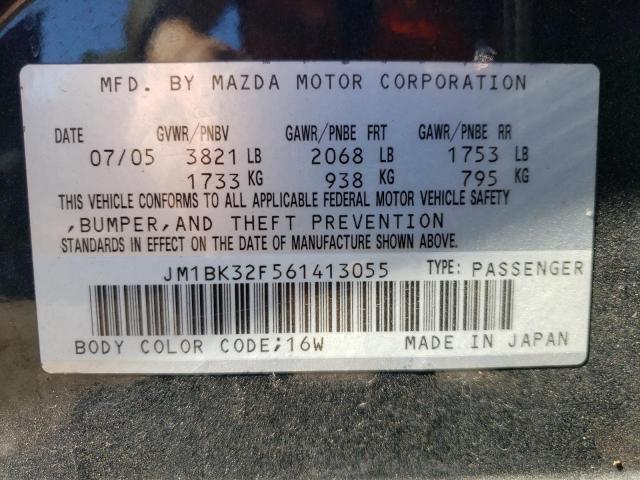 MFD. BY MAZDA MOTOR CORPORATION
DATE GVWR/PNBV GAWR/PNBE FRT GAWR/PNBE RR
07/05 3821 LB 2068 LB 1753 LB
1733 KG 938 KG 795 KG
THIS VEHICLE CONFORMS TO ALL APPLICABLE FEDERAL MOTOR VEHICLE SAFETY
,BUMPER,AND THEFT PREVENTION
STANDARDS IN EFFECT ON THE DATE OF MANUFACTURE SHOWN ABOVE.
JM1BK32F561413055 TYPE: PASSENGER
BODY COLOR CODE;16W MADE IN JAPAN